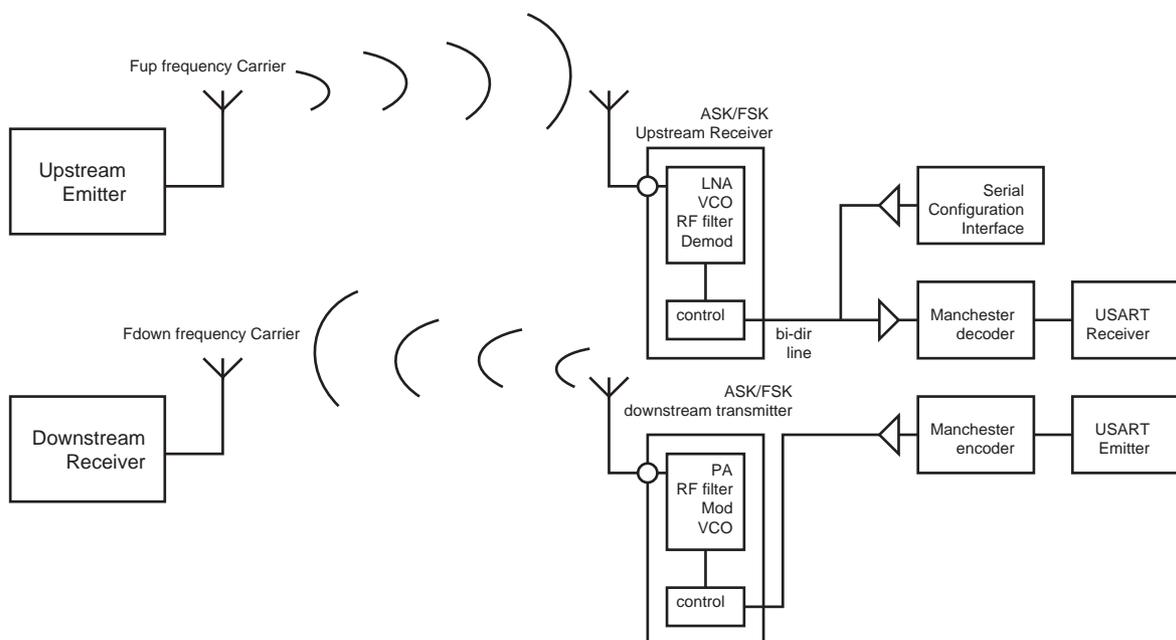 Fup frequency Carrier
Upstream
Emitter
ASK/FSK
Upstream Receiver
LNA
VCO
RF filter
Demod
control
bi-dir
line
Serial
Configuration
Interface
Manchester
decoder
USART
Receiver
Fdown frequency Carrier
Downstream
Receiver
ASK/FSK
downstream transmitter
PA
RF filter
Mod
VCO
control
Manchester
encoder
USART
Emitter